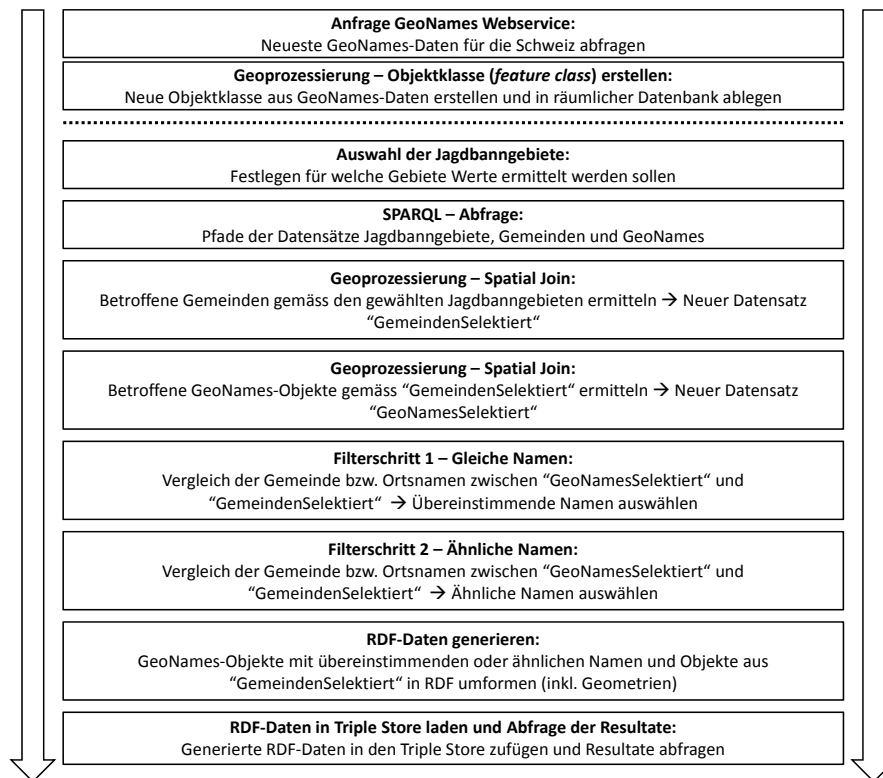 Anfrage GeoNames Webservice:
Neueste GeoNames-Daten für die Schweiz abfragen
Geoprozessierung – Objektklasse (feature class) erstellen:
Neue Objektklasse aus GeoNames-Daten erstellen und in räumlicher Datenbank ablegen
Auswahl der Jagdbanngebiete:
Festlegen für welche Gebiete Werte ermittelt werden sollen
SPARQL – Abfrage:
Pfade der Datensätze Jagdbanngebiete, Gemeinden und GeoNames
Geoprozessierung – Spatial Join:
Betroffene Gemeinden gemäss den gewählten Jagdbanngebieten ermitteln → Neuer Datensatz
“GemeindenSelektiert“
Geoprozessierung – Spatial Join:
Betroffene GeoNames-Objekte gemäss “GemeindenSelektiert“ ermitteln → Neuer Datensatz
“GeoNamesSelektiert“
Filterschritt 1 – Gleiche Namen:
Vergleich der Gemeinde bzw. Ortsnamen zwischen “GeoNamesSelektiert“ und
“GemeindenSelektiert“ → Übereinstimmende Namen auswählen
Filterschritt 2 – Ähnliche Namen:
Vergleich der Gemeinde bzw. Ortsnamen zwischen “GeoNamesSelektiert“ und
“GemeindenSelektiert“ → Ähnliche Namen auswählen
RDF-Daten generieren:
GeoNames-Objekte mit übereinstimmenden oder ähnlichen Namen und Objekte aus
“GemeindenSelektiert“ in RDF umformen (inkl. Geometrien)
RDF-Daten in Triple Store laden und Abfrage der Resultate:
Generierte RDF-Daten in den Triple Store zufügen und Resultate abfragen